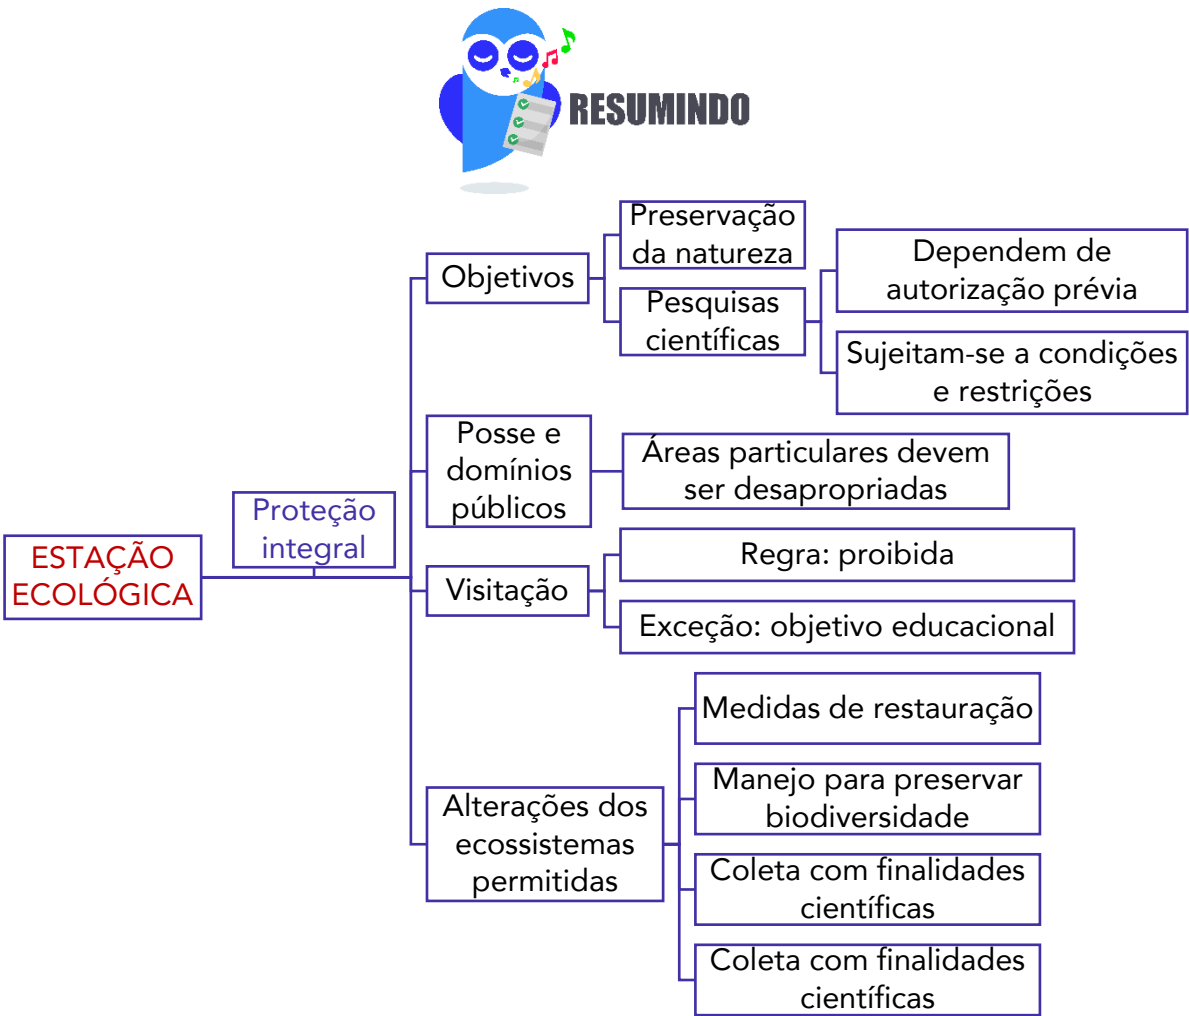 RESUMINDO
ESTAÇÃO
ECOLÓGICA
Proteção
integral
Objetivos
Preservação
da natureza
Pesquisas
científicas
Dependem de
autorização prévia
Sujeitam-se a condições
e restrições
Posse e
domínios
públicos
Áreas particulares devem
ser desapropriadas
Visitação
Regra: proibida
Exceção: objetivo educacional
Alterações dos
ecossistemas
permitidas
Medidas de restauração
Manejo para preservar
biodiversidade
Coleta com finalidades
científicas
Coleta com finalidades
científicas